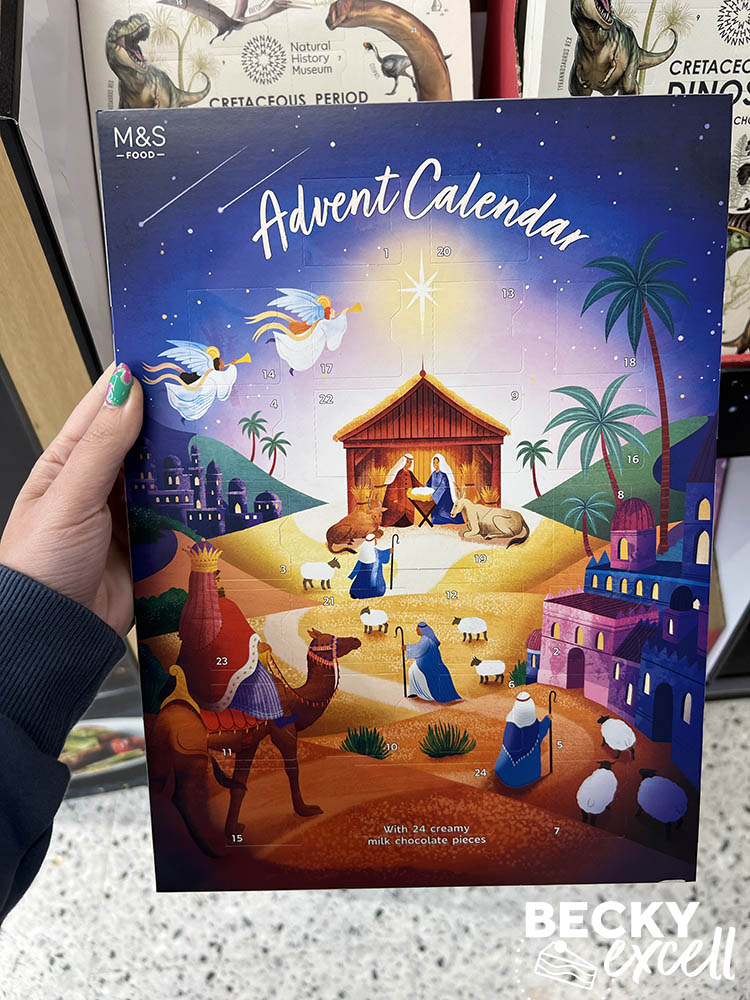 Natural
History
Museum
CRETACEOUS PERIOD
TYRANNOSAURUS REX
CRETACEOUS
DINOS
M&S
—FOOD—
Advent Calendar
1
20
13
14
17
18
4
22
9
16
8
3
19
21
12
23
2
6
11
10
5
24
15
7
With 24 creamy
milk chocolate pieces
BECKY
excell